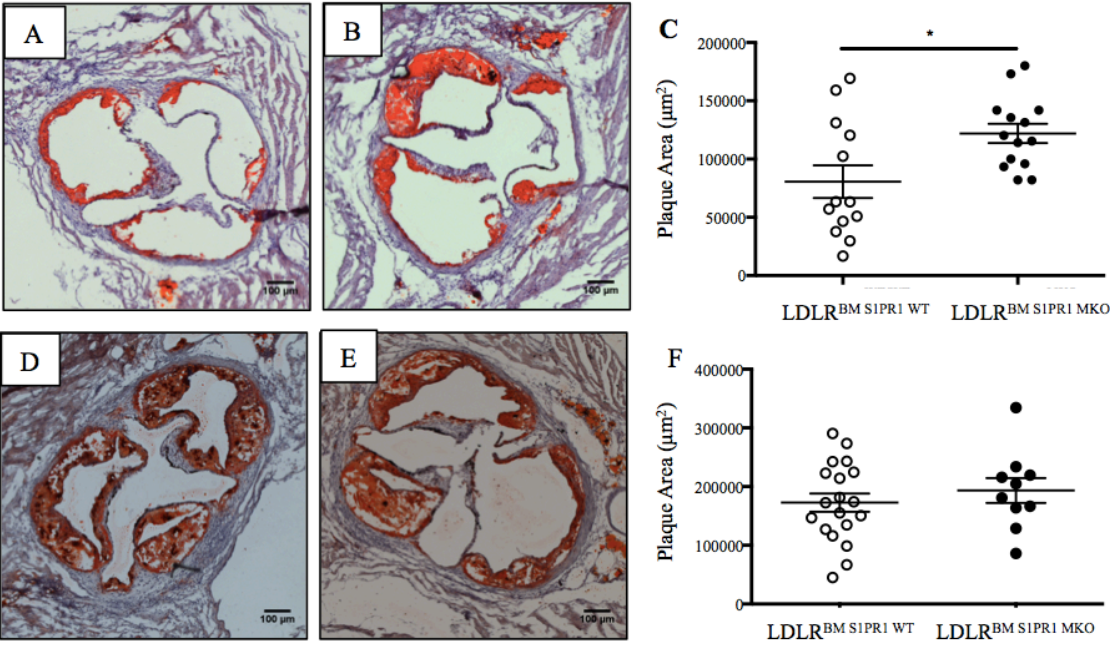 A
100 µm
B
100 µm
C
*
Plaque Area (µm²)
200000
150000
100000
50000
0
LDLR^BM S1PR1 WT
LDLR^BM S1PR1 MKO
D
100 µm
E
100 µm
F
Plaque Area (µm²)
400000
300000
200000
100000
0
LDLR^BM S1PR1 WT
LDLR^BM S1PR1 MKO